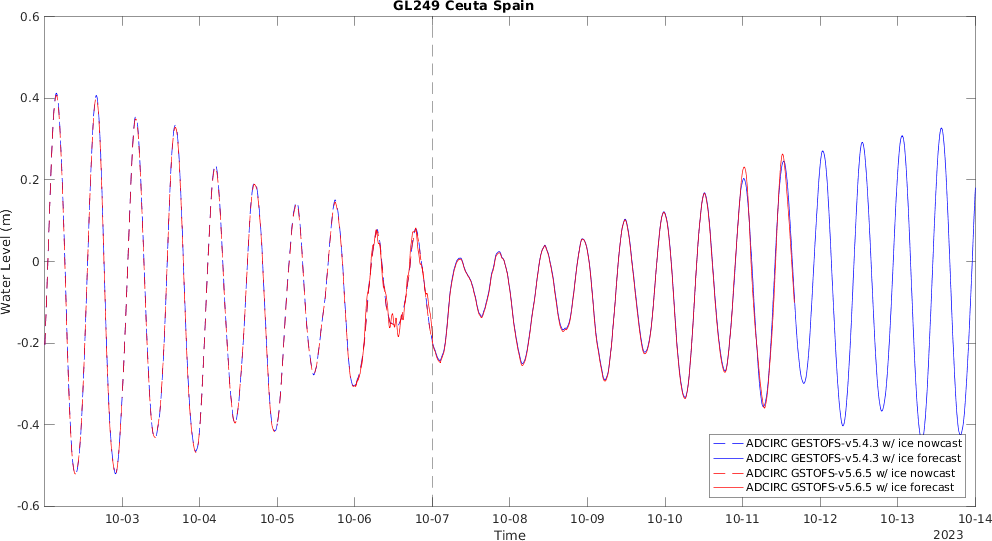 GL249 Ceuta Spain
0.6
0.4
0.2
0
-0.2
-0.4
-0.6
Water Level (m)
10-03 10-04 10-05 10-06 10-07 10-08 10-09 10-10 10-11 10-12 10-13 10-14
Time
2023
ADCIRC GESTOFS-v5.4.3 w/ ice nowcast
ADCIRC GESTOFS-v5.4.3 w/ ice forecast
ADCIRC GSTOFS-v5.6.5 w/ ice nowcast
ADCIRC GSTOFS-v5.6.5 w/ ice forecast